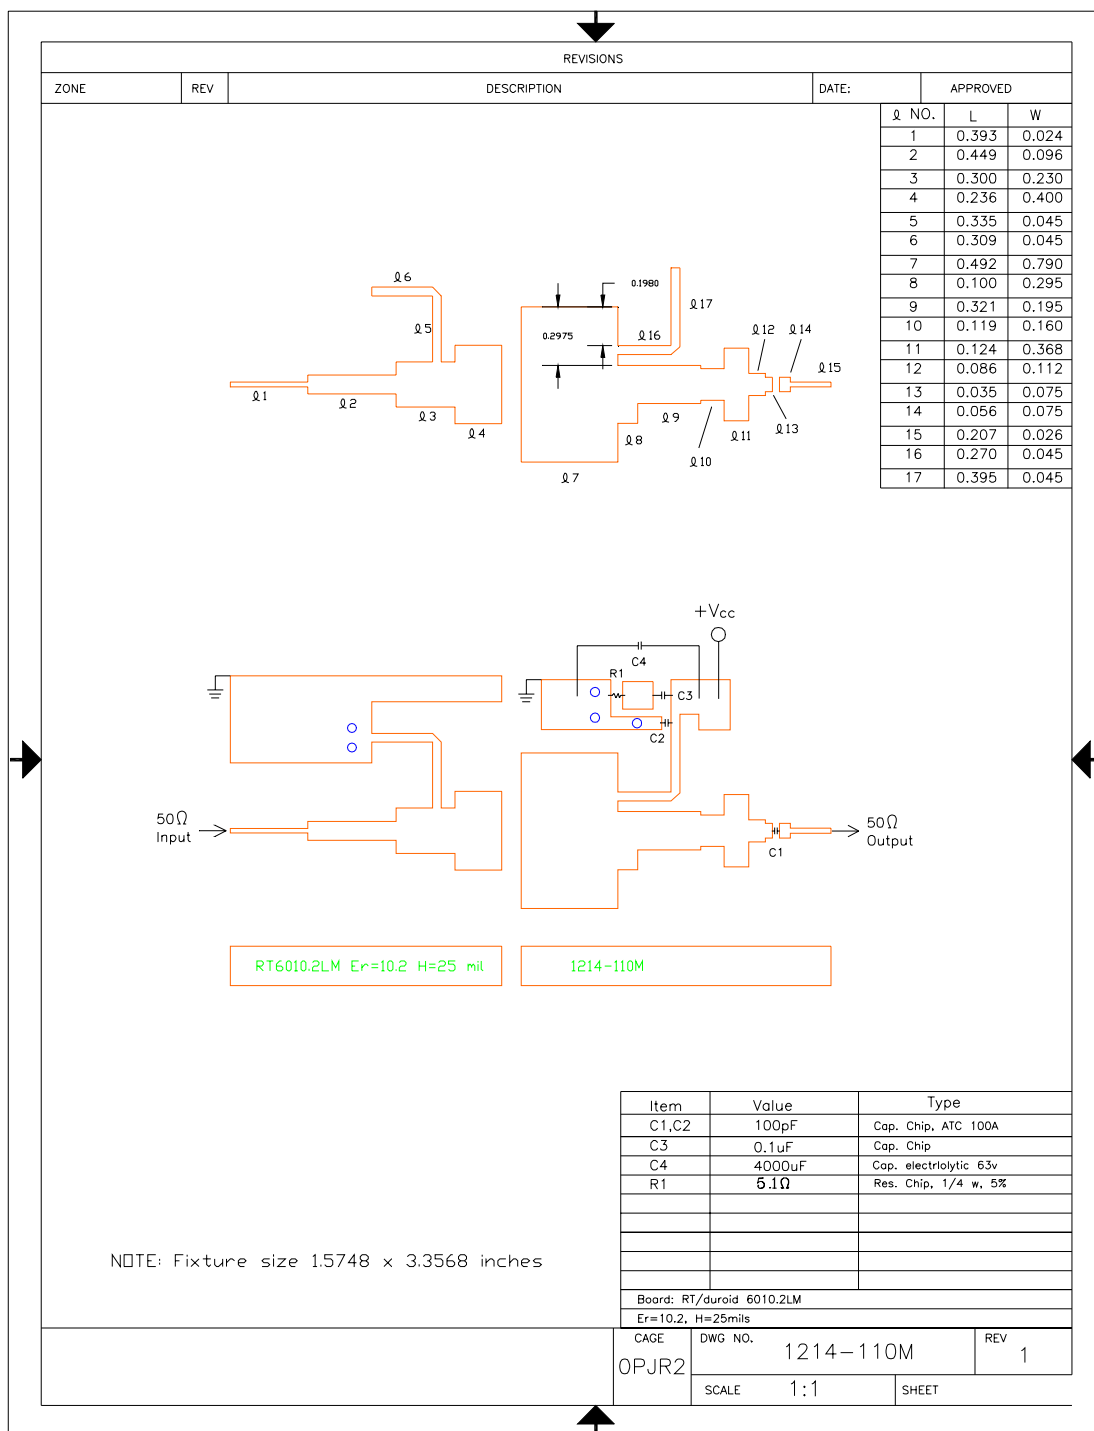 REVISIONS
ZONE REV DESCRIPTION DATE: APPROVED
ℓ NO. L W
1 0.393 0.024
2 0.449 0.096
3 0.300 0.230
4 0.236 0.400
5 0.335 0.045
6 0.309 0.045
7 0.492 0.790
8 0.100 0.295
9 0.321 0.195
10 0.119 0.160
11 0.124 0.368
12 0.086 0.112
13 0.035 0.075
14 0.056 0.075
15 0.207 0.026
16 0.270 0.045
17 0.395 0.045
ℓ6
0.1980
ℓ17
ℓ5
0.2975
ℓ16
ℓ12
ℓ14
ℓ15
ℓ1
ℓ2
ℓ3
ℓ4
ℓ9
ℓ8
ℓ10
ℓ11
ℓ13
ℓ7
+Vcc
C4
R1
C3
C2
50Ω
Input
C1
50Ω
Output
RT6010.2LM Er=10.2 H=25 mil
1214-110M
Item Value Type
C1,C2 100pF Cap. Chip, ATC 100A
C3 0.1uF Cap. Chip
C4 4000uF Cap. electrlolytic 63v
R1 5.1Ω Res. Chip, 1/4 w, 5%
NOTE: Fixture size 1.5748 x 3.3568 inches
Board: RT/duroid 6010.2LM
Er=10.2, H=25mils
CAGE DWG NO. REV
0PJR2 1214-110M 1
SCALE 1:1 SHEET